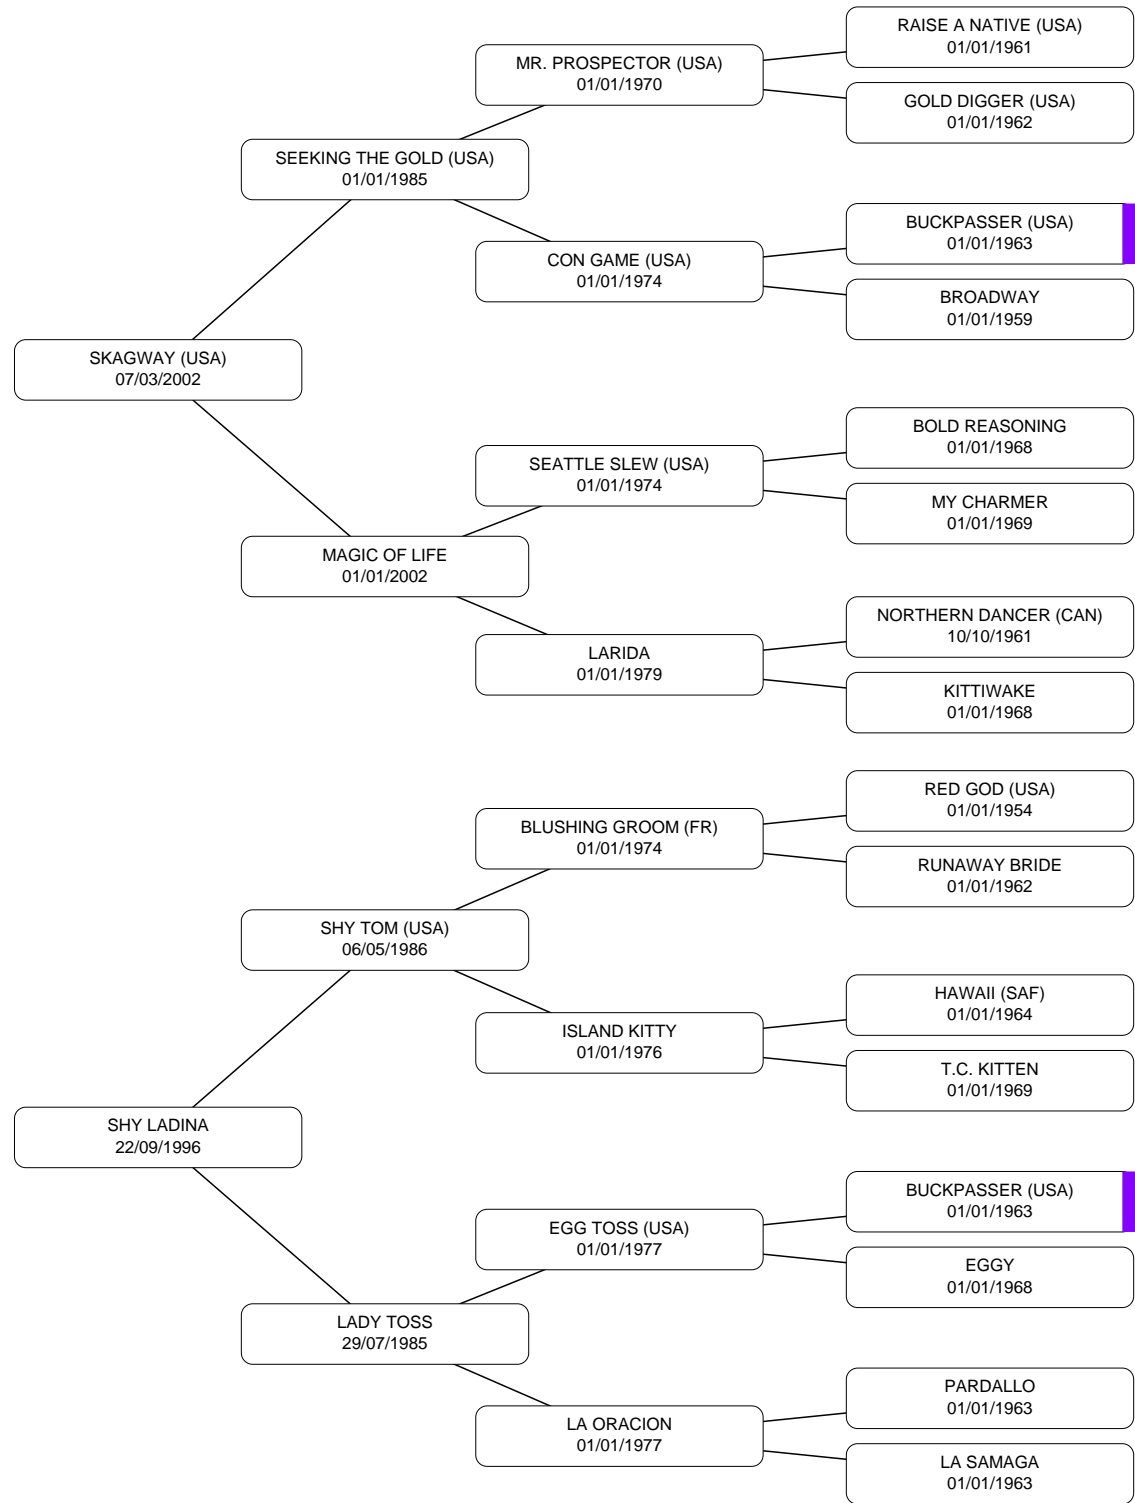 RAISE A NATIVE (USA)
01/01/1961
MR. PROSPECTOR (USA)
01/01/1970
GOLD DIGGER (USA)
01/01/1962
SEEKING THE GOLD (USA)
01/01/1985
BUCKPASSER (USA)
01/01/1963
CON GAME (USA)
01/01/1974
BROADWAY
01/01/1959
SKAGWAY (USA)
07/03/2002
BOLD REASONING
01/01/1968
SEATTLE SLEW (USA)
01/01/1974
MY CHARMER
01/01/1969
MAGIC OF LIFE
01/01/2002
NORTHERN DANCER (CAN)
10/10/1961
LARIDA
01/01/1979
KITTIWAKE
01/01/1968
RED GOD (USA)
01/01/1954
BLUSHING GROOM (FR)
01/01/1974
RUNAWAY BRIDE
01/01/1962
SHY TOM (USA)
06/05/1986
HAWAII (SAF)
01/01/1964
ISLAND KITTY
01/01/1976
T.C. KITTEN
01/01/1969
SHY LADINA
22/09/1996
BUCKPASSER (USA)
01/01/1963
EGG TOSS (USA)
01/01/1977
EGGY
01/01/1968
LADY TOSS
29/07/1985
PARDALLO
01/01/1963
LA ORACION
01/01/1977
LA SAMAGA
01/01/1963